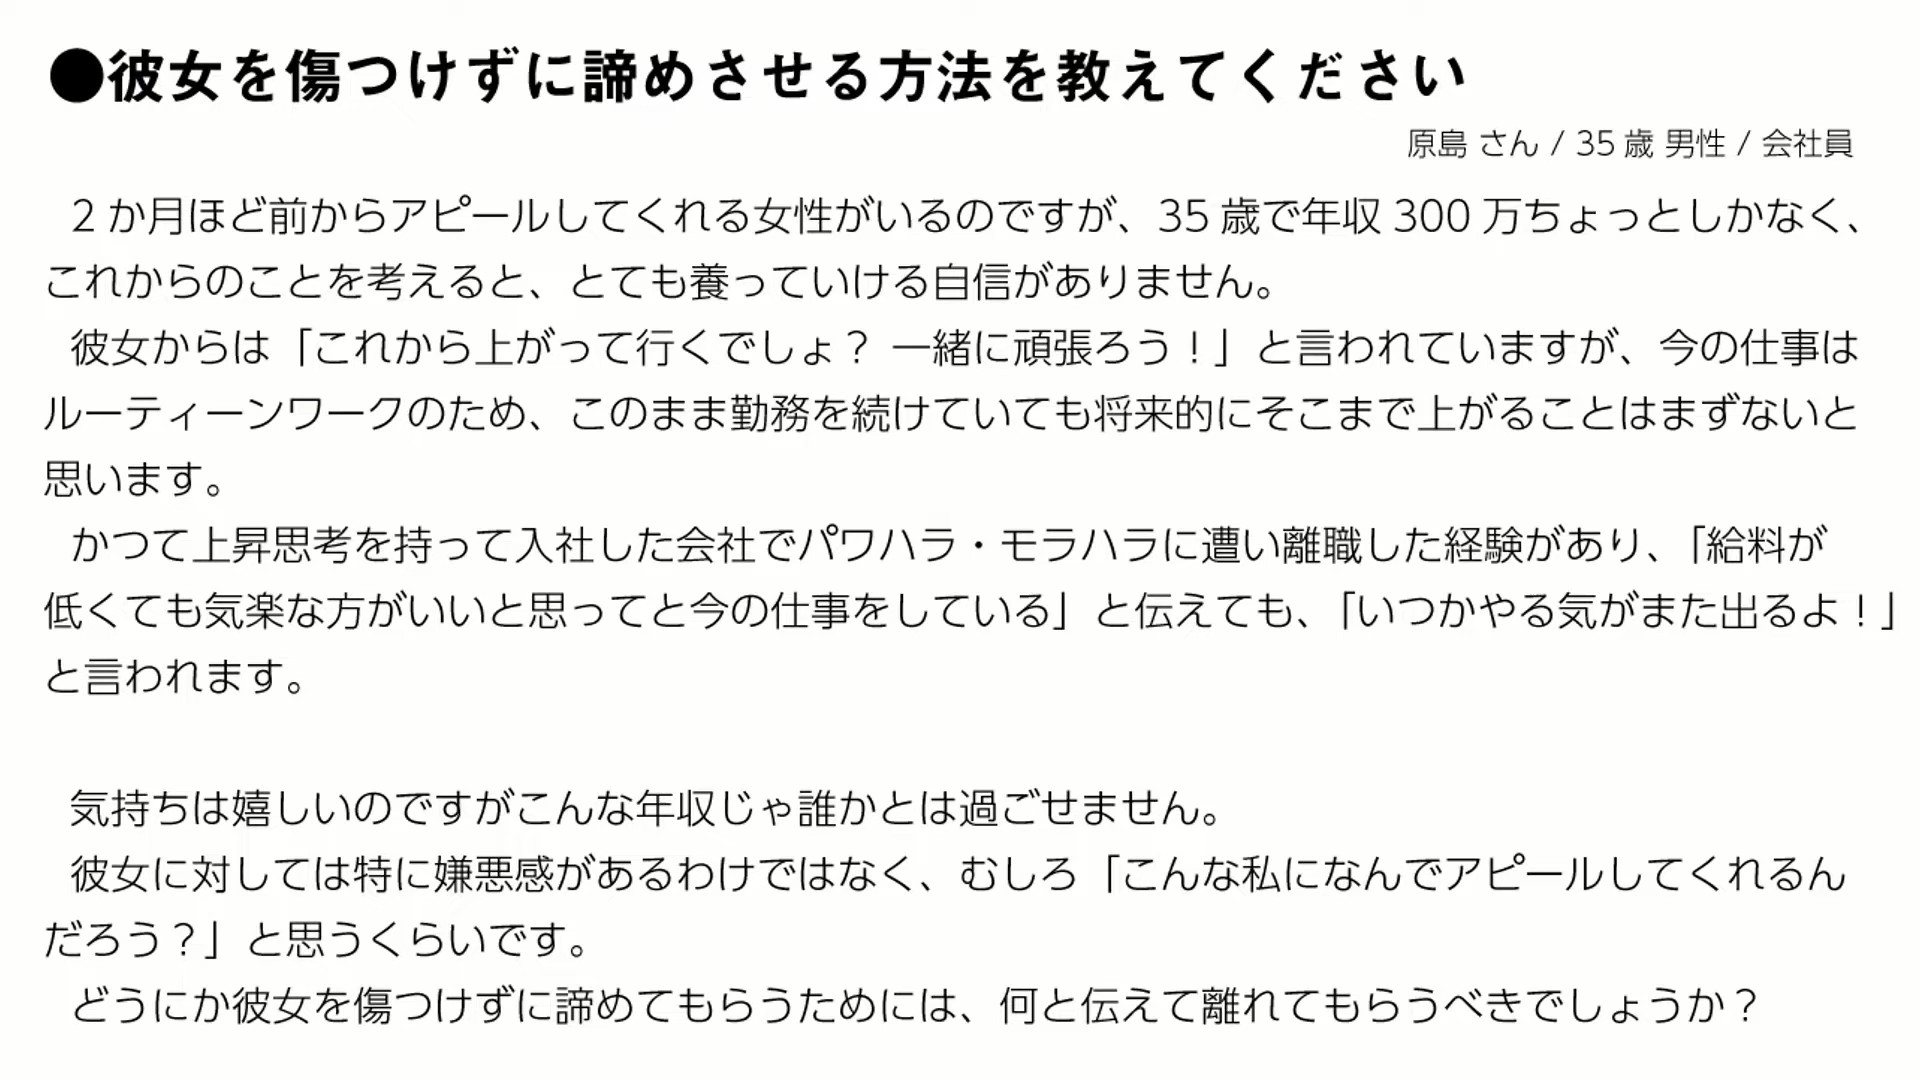 ●彼女を傷つけずに諦めさせる方法を教えてください
原島 さん / 35 歳 男性 / 会社員
2 か月ほど前からアピールしてくれる女性がいるのですが、35 歳で年収 300 万ちょっとしかなく、
これからのことを考えると、とても養っていける自信がありません。
彼女からは「これから上がって行くでしょ？ 一緒に頑張ろう！」と言われていますが、今の仕事は
ルーティーンワークのため、このまま勤務を続けていても将来的にそこまで上がることはまずないと
思います。
かつて上昇思考を持って入社した会社でパワハラ・モラハラに遭い離職した経験があり、「給料が
低くても気楽な方がいいと思ってと今の仕事をしている」と伝えても、「いつかやる気がまた出るよ！」
と言われます。
気持ちは嬉しいのですがこんな年収じゃ誰かとは過ごせません。
彼女に対しては特に嫌悪感があるわけではなく、むしろ「こんな私になんでアピールしてくれるん
だろう？」と思うくらいです。
どうにか彼女を傷つけずに諦めてもらうためには、何と伝えて離れてもらうべきでしょうか？